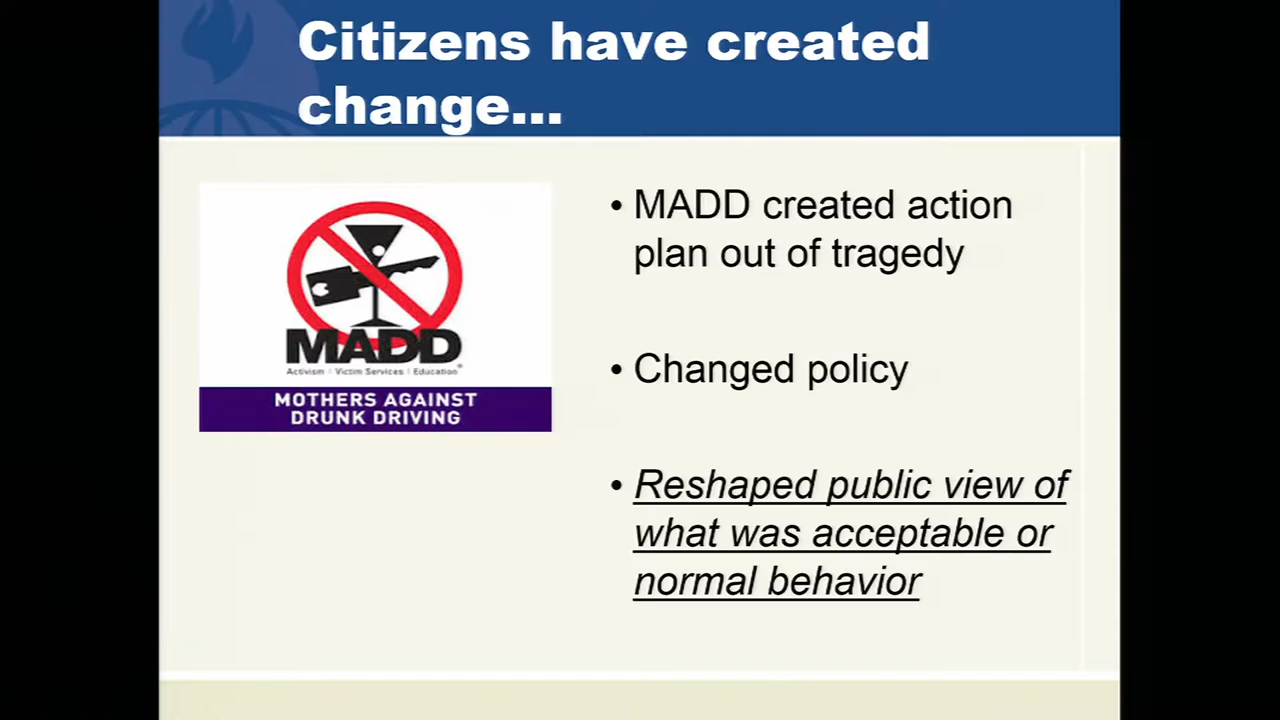 Citizens have created
change...
MADD
Activism | Victim Services | Education
MOTHERS AGAINST
DRUNK DRIVING
• MADD created action
plan out of tragedy
• Changed policy
• Reshaped public view of
what was acceptable or
normal behavior